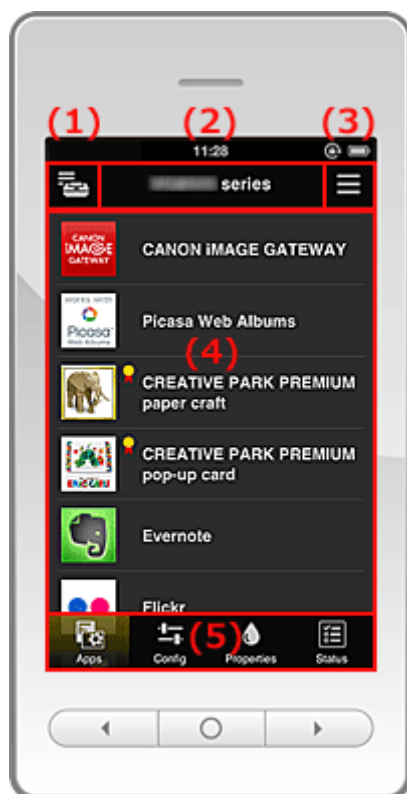 (1) (2) (3)
11:28
series
CANON
iMAGE
GATEWAY
CANON iMAGE GATEWAY
works with
Picasa
Web Albums
Picasa Web Albums
(4)
CREATIVE PARK PREMIUM
paper craft
CREATIVE PARK PREMIUM
pop-up card
ERIC CARLE
Evernote
Flickr
(5)
Apps Config Properties Status